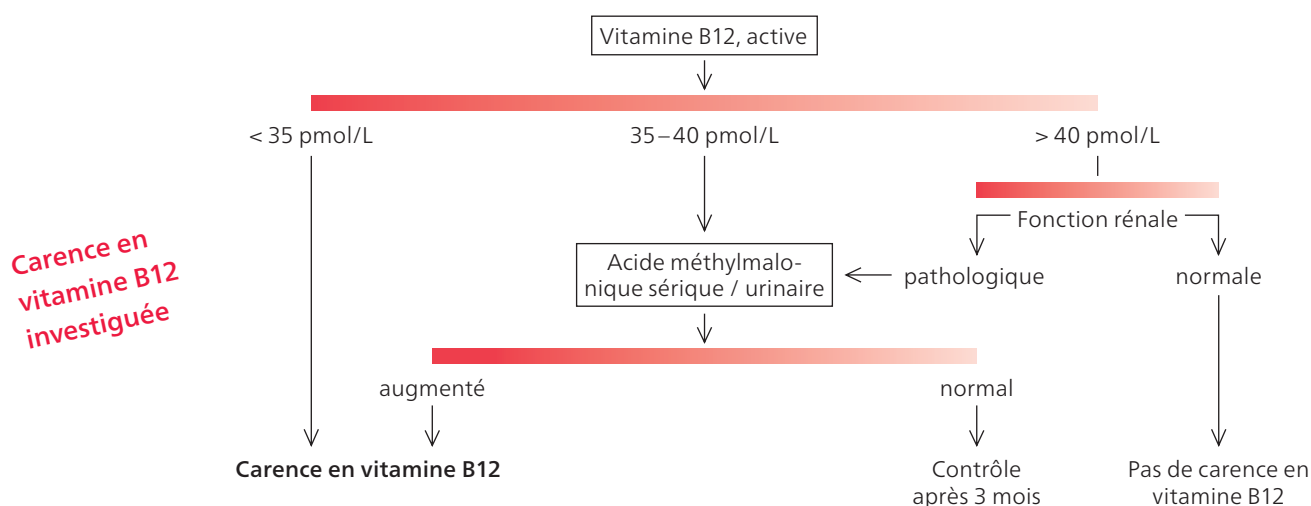 Vitamine B12, active
< 35 pmol/L
35–40 pmol/L
> 40 pmol/L
Fonction rénale
Carence en
vitamine B12
investiguée
Acide méthylmalo-
nique sérique / urinaire
pathologique
normale
augmenté
normal
Carence en vitamine B12
Contrôle
après 3 mois
Pas de carence en
vitamine B12